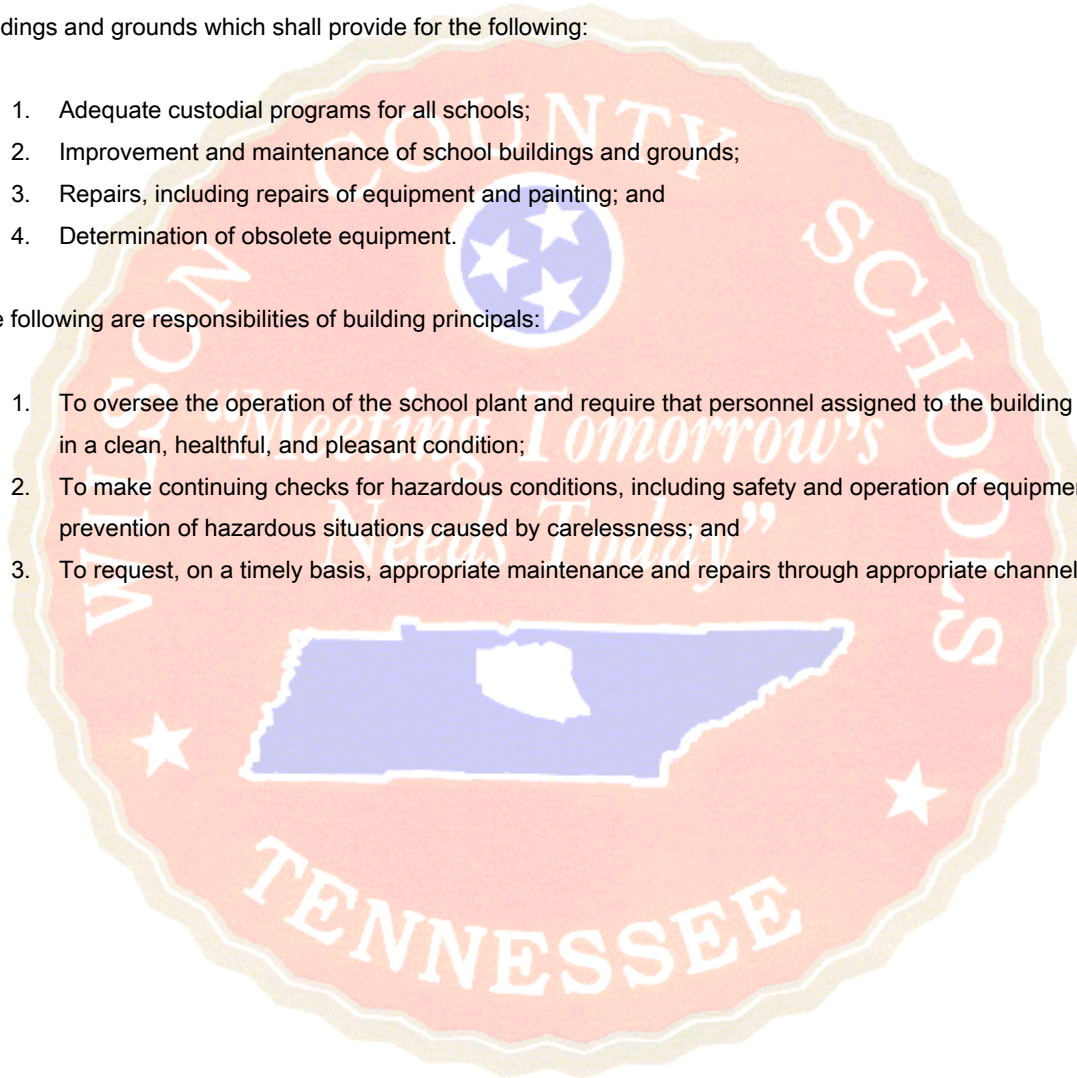 dings and grounds which shall provide for the following:
1. Adequate custodial programs for all schools;
2. Improvement and maintenance of school buildings and grounds;
3. Repairs, including repairs of equipment and painting; and
4. Determination of obsolete equipment.
e following are responsibilities of building principals:
1. To oversee the operation of the school plant and require that personnel assigned to the building
in a clean, healthful, and pleasant condition;
2. To make continuing checks for hazardous conditions, including safety and operation of equipmen
prevention of hazardous situations caused by carelessness; and
3. To request, on a timely basis, appropriate maintenance and repairs through appropriate channel
WILSON COUNTY SCHOOLS
"Meeting Tomorrow's
Needs Today"
TENNESSEE